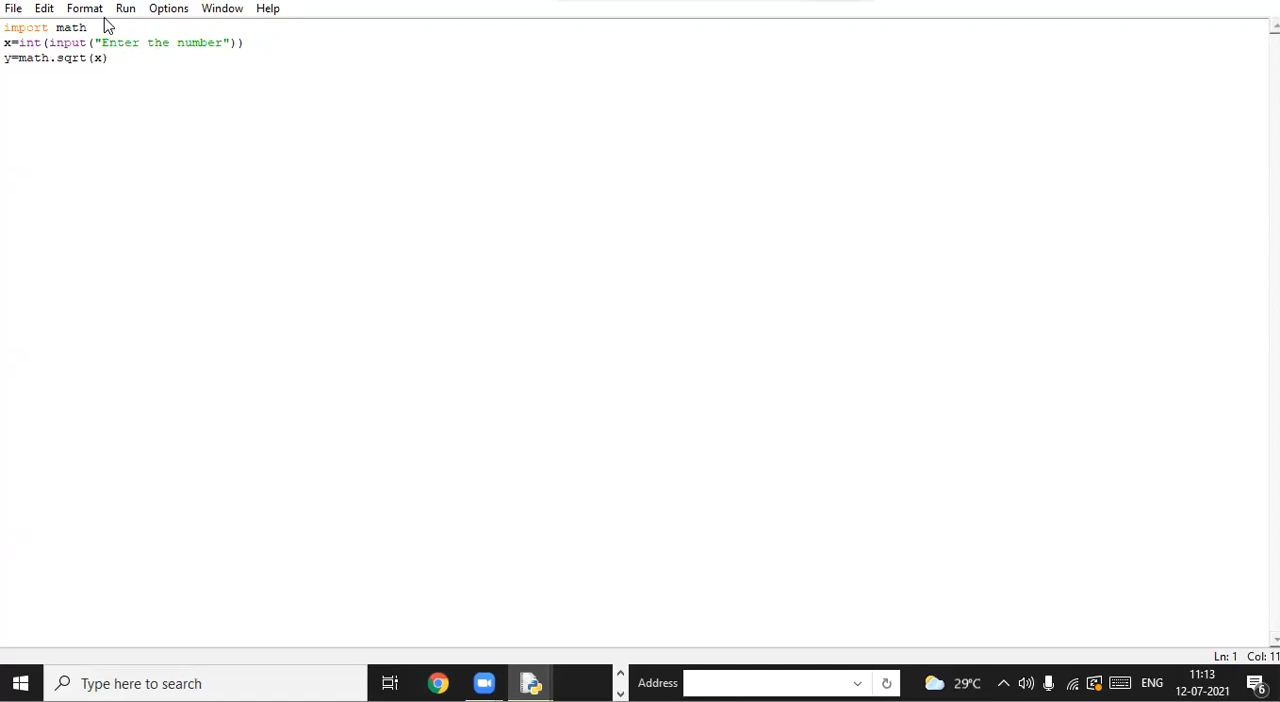 File Edit Format Run Options Window Help
import math
x=int(input("Enter the number"))
y=math.sqrt(x)
Ln: 1 Col: 11
Type here to search
Address
29°C
ENG
11:13
12-07-2021
6